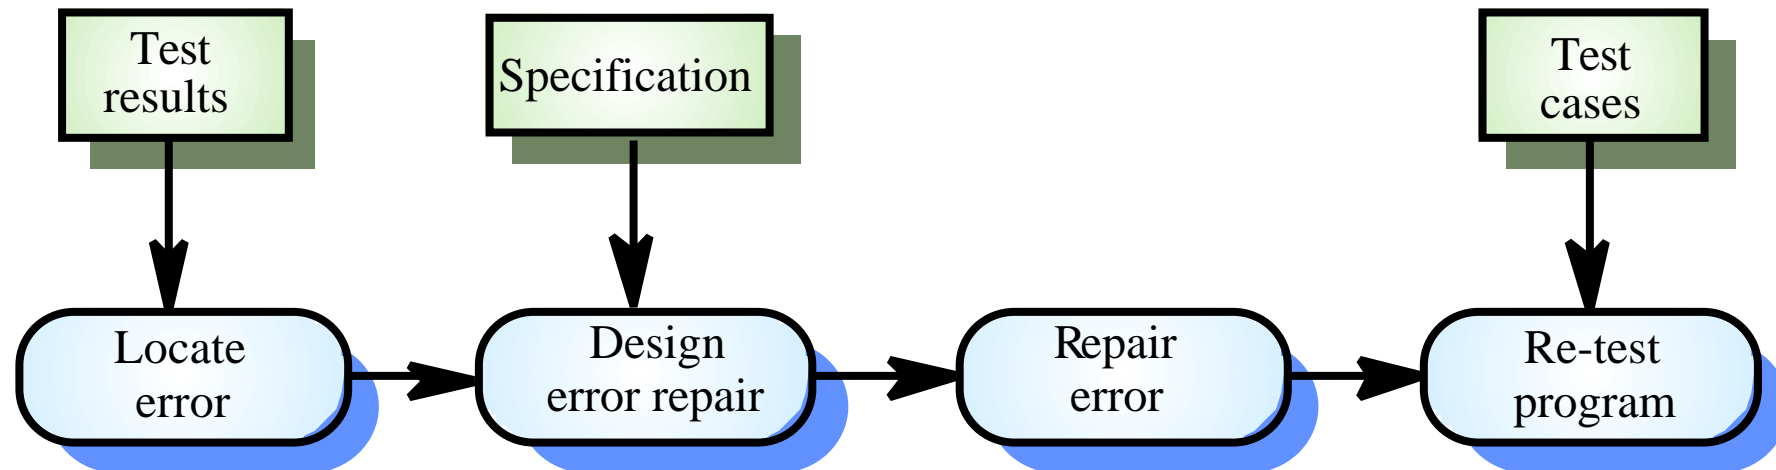 Test
results
Specification
Test
cases
Locate
error
Design
error repair
Repair
error
Re-test
program